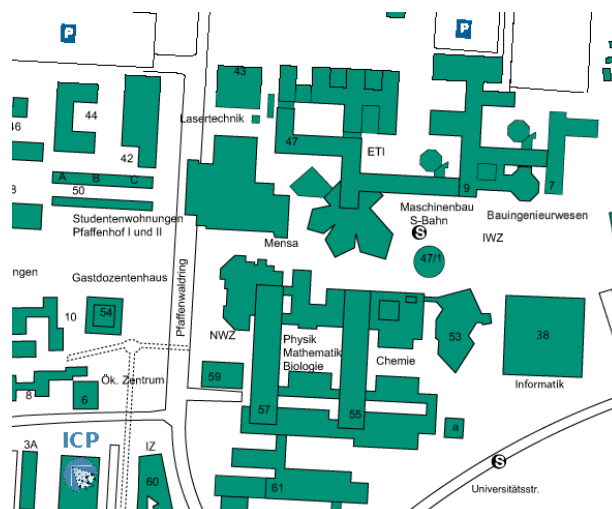 P
P
43
44
46
Lasertechnik
47
ETI
42
A B C
9
7
8
50
Studentenwohnungen
Pfaffenhof I und II
Maschinenbau
S-Bahn
S
Bauingenieurwesen
Mensa
IWZ
47/1
ngen
Gastdozentenhaus
Pfaffenwaldring
54
10
NWZ
Physik
Mathematik
Biologie
Chemie
53
38
Informatik
59
Ök. Zentrum
8
6
57
55
a
ICP
3A
IZ
60
61
S
Universitätsstr.